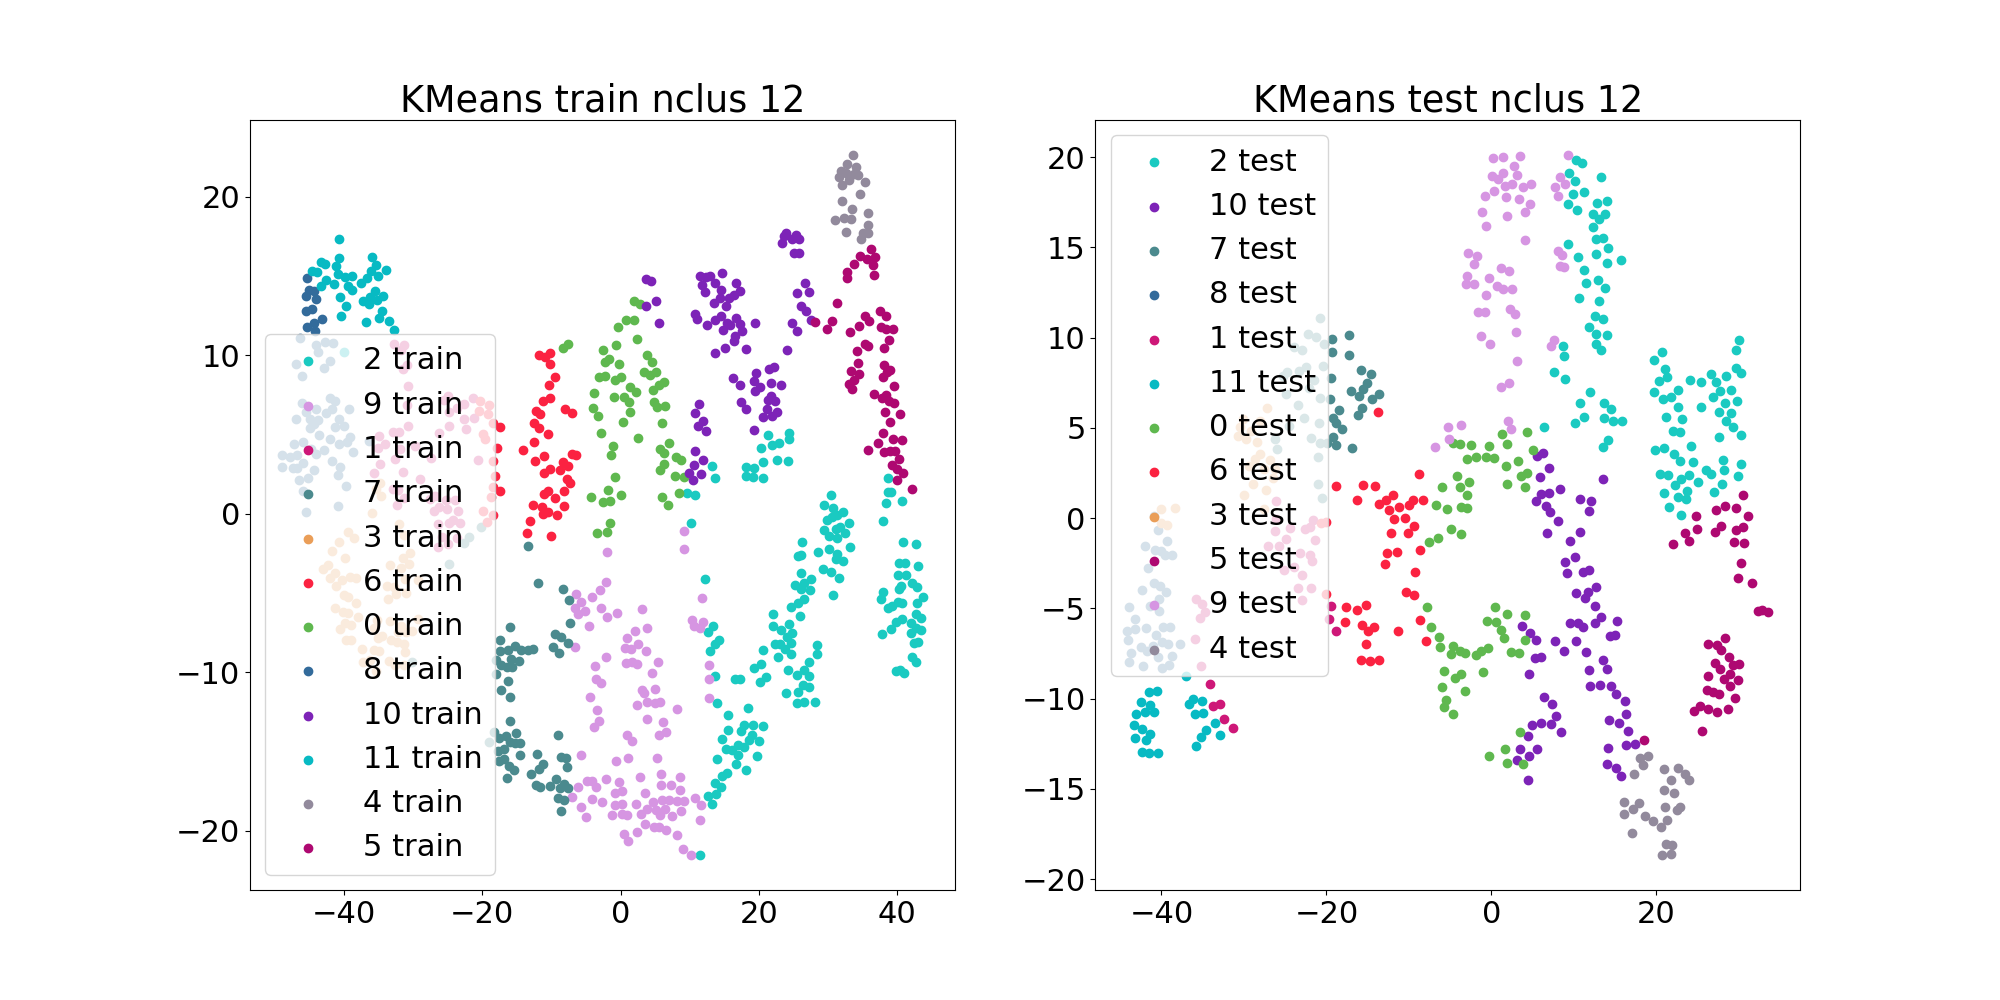 KMeans train nclus 12
20
10
0
−10
−20
−40
−20
0
20
40
2 train
9 train
1 train
7 train
3 train
6 train
0 train
8 train
10 train
11 train
4 train
5 train
KMeans test nclus 12
20
15
10
5
0
−5
−10
−15
−20
−40
−20
0
20
2 test
10 test
7 test
8 test
1 test
11 test
0 test
6 test
3 test
5 test
9 test
4 test